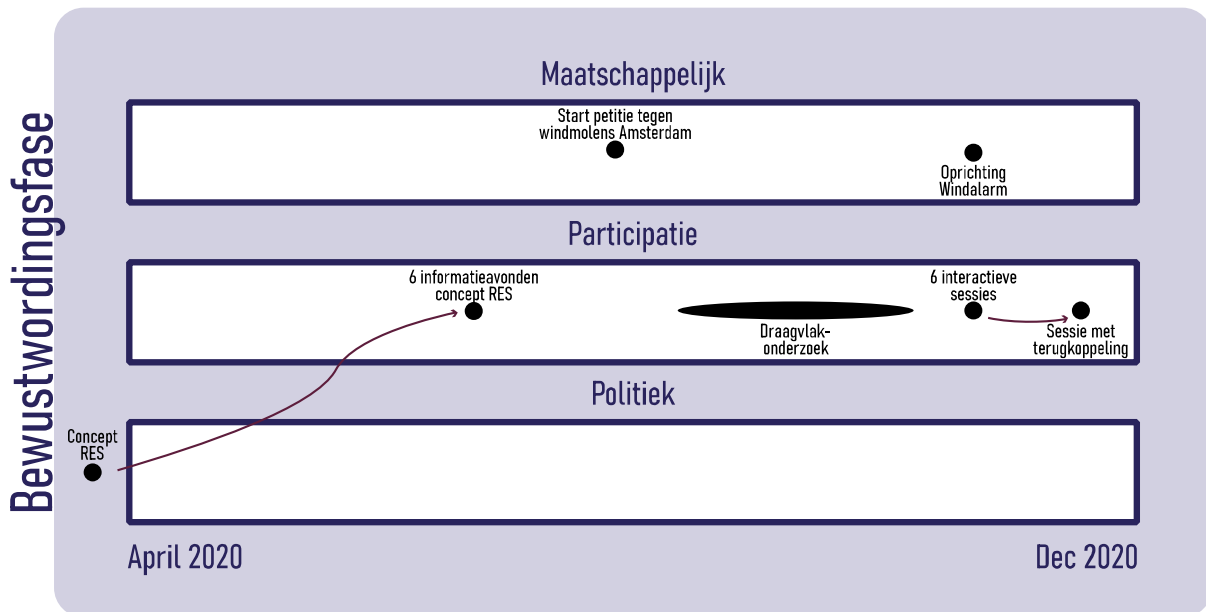 Bewustwordingsfase
Maatschappelijk
Start petitie tegen
windmolens Amsterdam
Oprichting
Windalarm
Participatie
6 informatieavonden
concept RES
Draagvlak-
onderzoek
6 interactieve
sessies
Sessie met
terugkoppeling
Politiek
Concept
RES
April 2020
Dec 2020